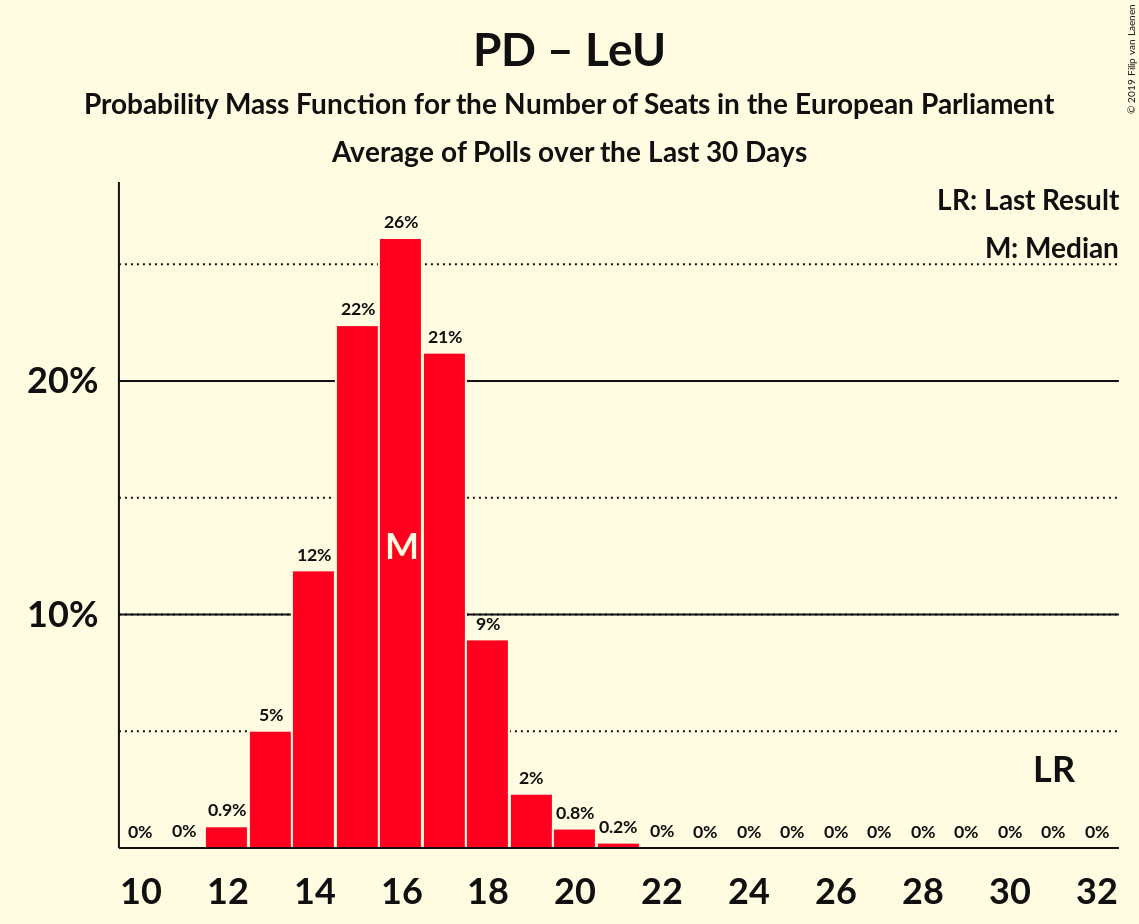 PD – LeU
Probability Mass Function for the Number of Seats in the European Parliament
Average of Polls over the Last 30 Days
© 2019 Filip van Laenen
LR: Last Result
M: Median
26%
22%
21%
20%
M
12%
10%
9%
5%
LR
2%
0% 0% 0.9% 0.8% 0.2% 0% 0% 0% 0% 0% 0% 0% 0% 0% 0% 0%
10 12 14 16 18 20 22 24 26 28 30 32